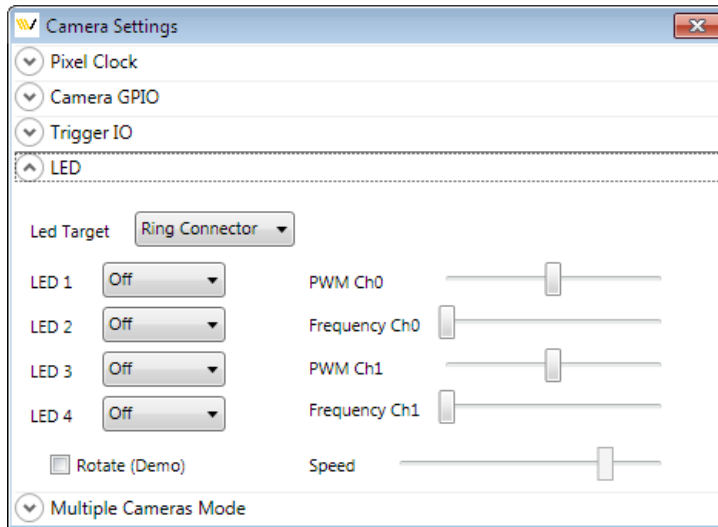 Camera Settings
Pixel Clock
Camera GPIO
Trigger IO
LED
Led Target Ring Connector
LED 1 Off PWM Ch0
LED 2 Off Frequency Ch0
LED 3 Off PWM Ch1
LED 4 Off Frequency Ch1
Rotate (Demo) Speed
Multiple Cameras Mode